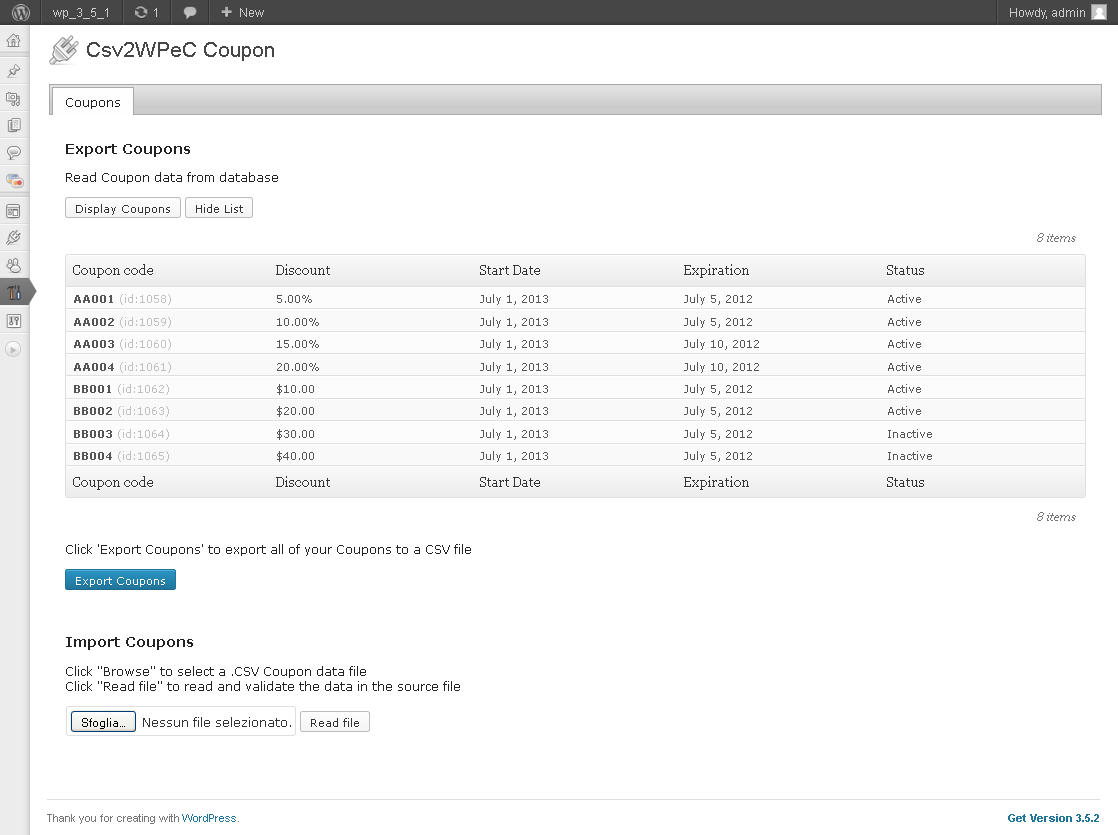 wp_3_5_1 1 New Howdy, admin
Csv2WPeC Coupon
Coupons
Export Coupons
Read Coupon data from database
Display Coupons Hide List
8 items
Coupon code Discount Start Date Expiration Status
AA001 (id:1058) 5.00% July 1, 2013 July 5, 2012 Active
AA002 (id:1059) 10.00% July 1, 2013 July 5, 2012 Active
AA003 (id:1060) 15.00% July 1, 2013 July 10, 2012 Active
AA004 (id:1061) 20.00% July 1, 2013 July 10, 2012 Active
BB001 (id:1062) $10.00 July 1, 2013 July 5, 2012 Active
BB002 (id:1063) $20.00 July 1, 2013 July 5, 2012 Active
BB003 (id:1064) $30.00 July 1, 2013 July 5, 2012 Inactive
BB004 (id:1065) $40.00 July 1, 2013 July 5, 2012 Inactive
Coupon code Discount Start Date Expiration Status
8 items
Click 'Export Coupons' to export all of your Coupons to a CSV file
Export Coupons
Import Coupons
Click "Browse" to select a .CSV Coupon data file
Click "Read file" to read and validate the data in the source file
Sfoglia... Nessun file selezionato. Read file
Thank you for creating with WordPress. Get Version 3.5.2